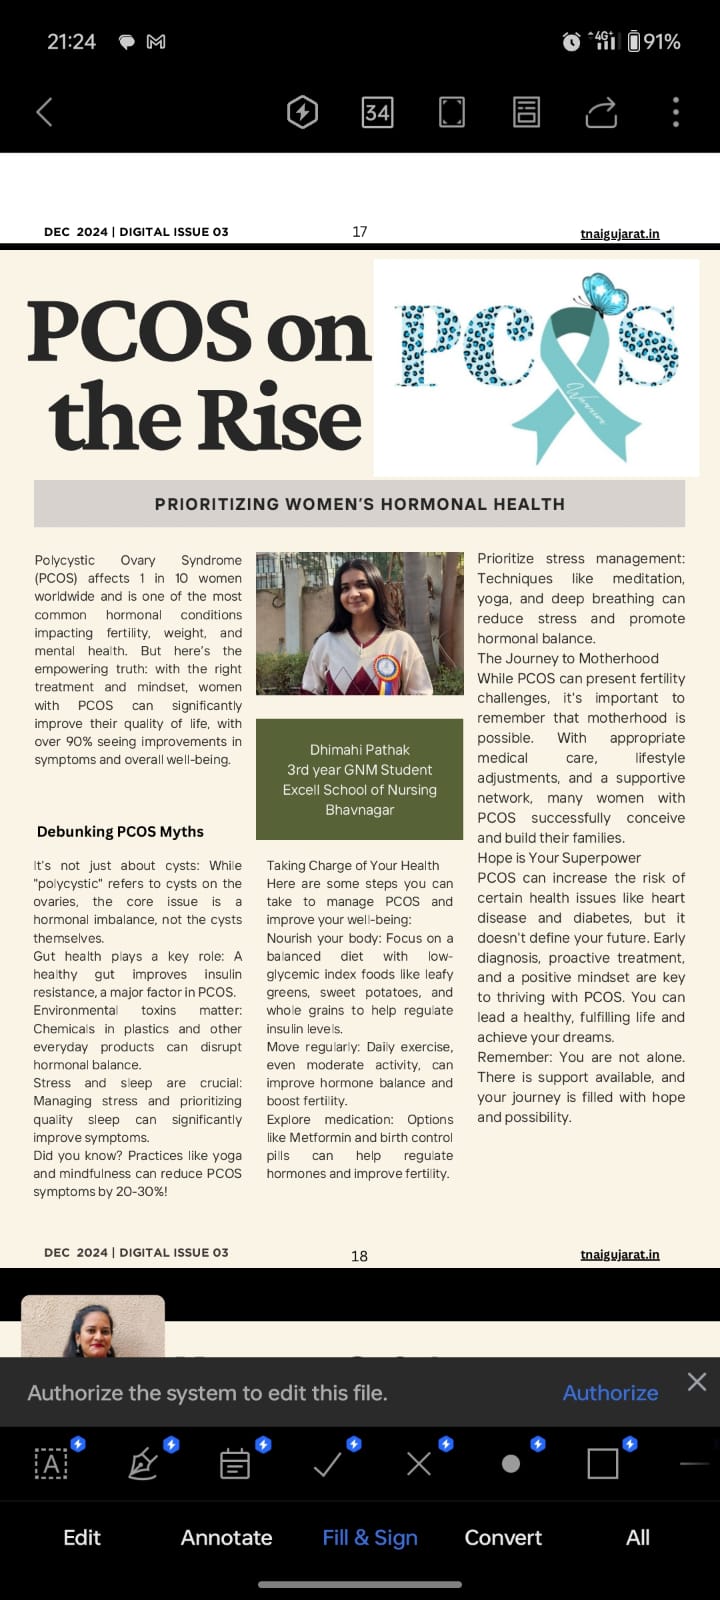 21:24
4G+
91%
34
DEC 2024 | DIGITAL ISSUE 03
17
tnaigujarat.in
PCOS on
the Rise
PCOS
Warrior
PRIORITIZING WOMEN'S HORMONAL HEALTH
Polycystic Ovary Syndrome
(PCOS) affects 1 in 10 women
worldwide and is one of the most
common hormonal conditions
impacting fertility, weight, and
mental health. But here's the
empowering truth: with the right
treatment and mindset, women
with PCOS can significantly
improve their quality of life, with
over 90% seeing improvements in
symptoms and overall well-being.
Debunking PCOS Myths
It's not just about cysts: While
"polycystic" refers to cysts on the
ovaries, the core issue is a
hormonal imbalance, not the cysts
themselves.
Gut health plays a key role: A
healthy gut improves insulin
resistance, a major factor in PCOS.
Environmental toxins matter:
Chemicals in plastics and other
everyday products can disrupt
hormonal balance.
Stress and sleep are crucial:
Managing stress and prioritizing
quality sleep can significantly
improve symptoms.
Did you know? Practices like yoga
and mindfulness can reduce PCOS
symptoms by 20-30%!
Dhimahi Pathak
3rd year GNM Student
Excell School of Nursing
Bhavnagar
Taking Charge of Your Health
Here are some steps you can
take to manage PCOS and
improve your well-being:
Nourish your body: Focus on a
balanced diet with low-
glycemic index foods like leafy
greens, sweet potatoes, and
whole grains to help regulate
insulin levels.
Move regularly: Daily exercise,
even moderate activity, can
improve hormone balance and
boost fertility.
Explore medication: Options
like Metformin and birth control
pills can help regulate
hormones and improve fertility.
Prioritize stress management:
Techniques like meditation,
yoga, and deep breathing can
reduce stress and promote
hormonal balance.
The Journey to Motherhood
While PCOS can present fertility
challenges, it's important to
remember that motherhood is
possible. With appropriate
medical care, lifestyle
adjustments, and a supportive
network, many women with
PCOS successfully conceive
and build their families.
Hope is Your Superpower
PCOS can increase the risk of
certain health issues like heart
disease and diabetes, but it
doesn't define your future. Early
diagnosis, proactive treatment,
and a positive mindset are key
to thriving with PCOS. You can
lead a healthy, fulfilling life and
achieve your dreams.
Remember: You are not alone.
There is support available, and
your journey is filled with hope
and possibility.
DEC 2024 | DIGITAL ISSUE 03
18
tnaigujarat.in
Authorize the system to edit this file.
Authorize
A
Edit
Annotate
Fill & Sign
Convert
All